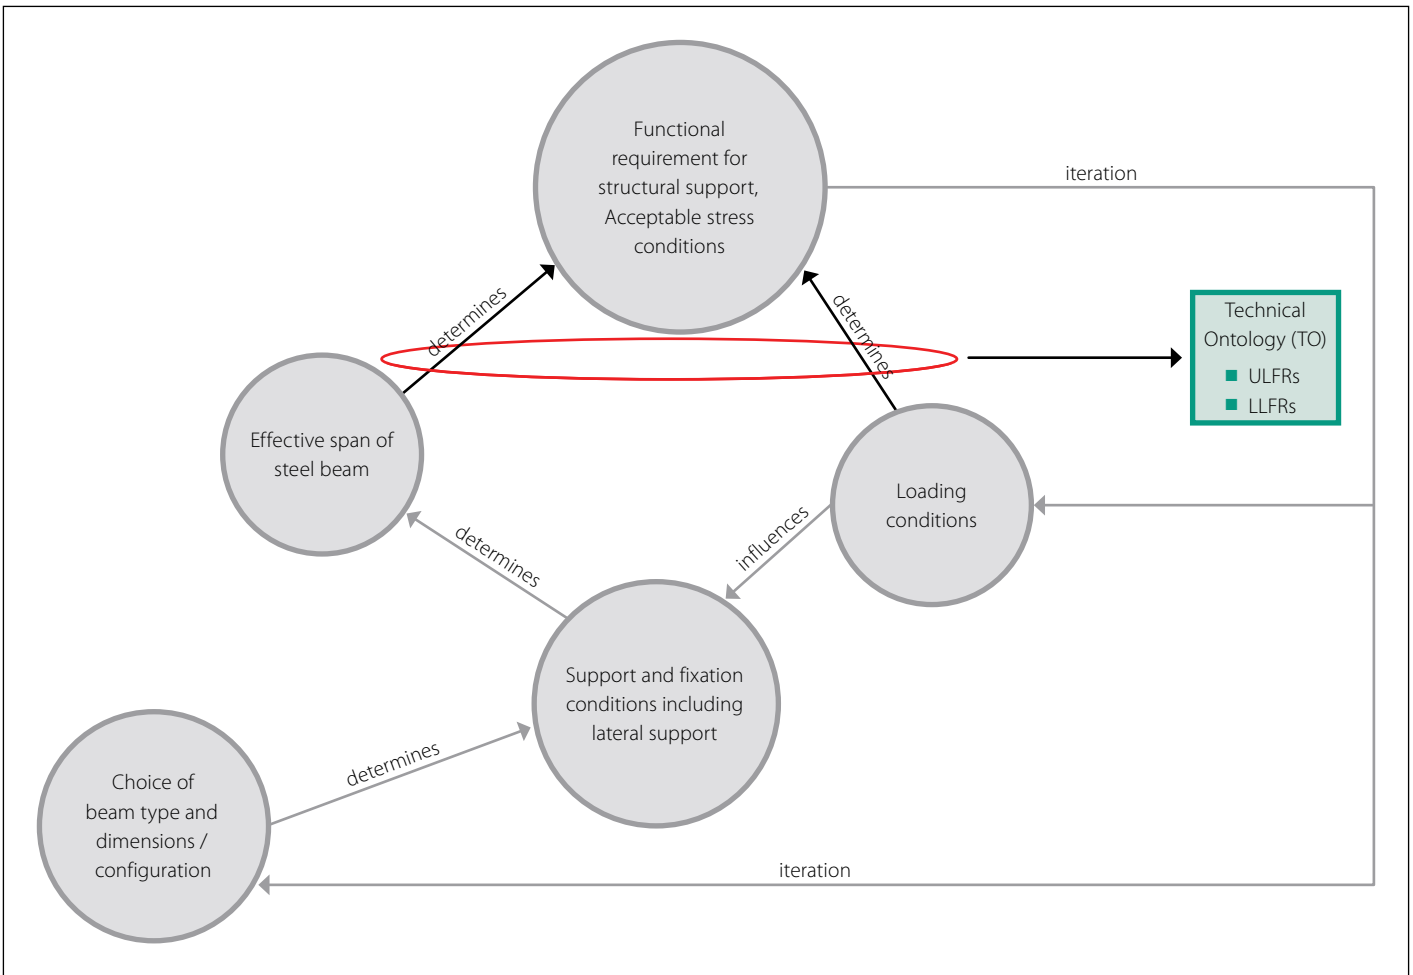 Functional
requirement for
structural support,
Acceptable stress
conditions
iteration
determines
determines
Technical
Ontology (TO)
ULFRs
LLFRs
Effective span of
steel beam
Loading
conditions
determines
influences
Support and fixation
conditions including
lateral support
determines
Choice of
beam type and
dimensions /
configuration
iteration